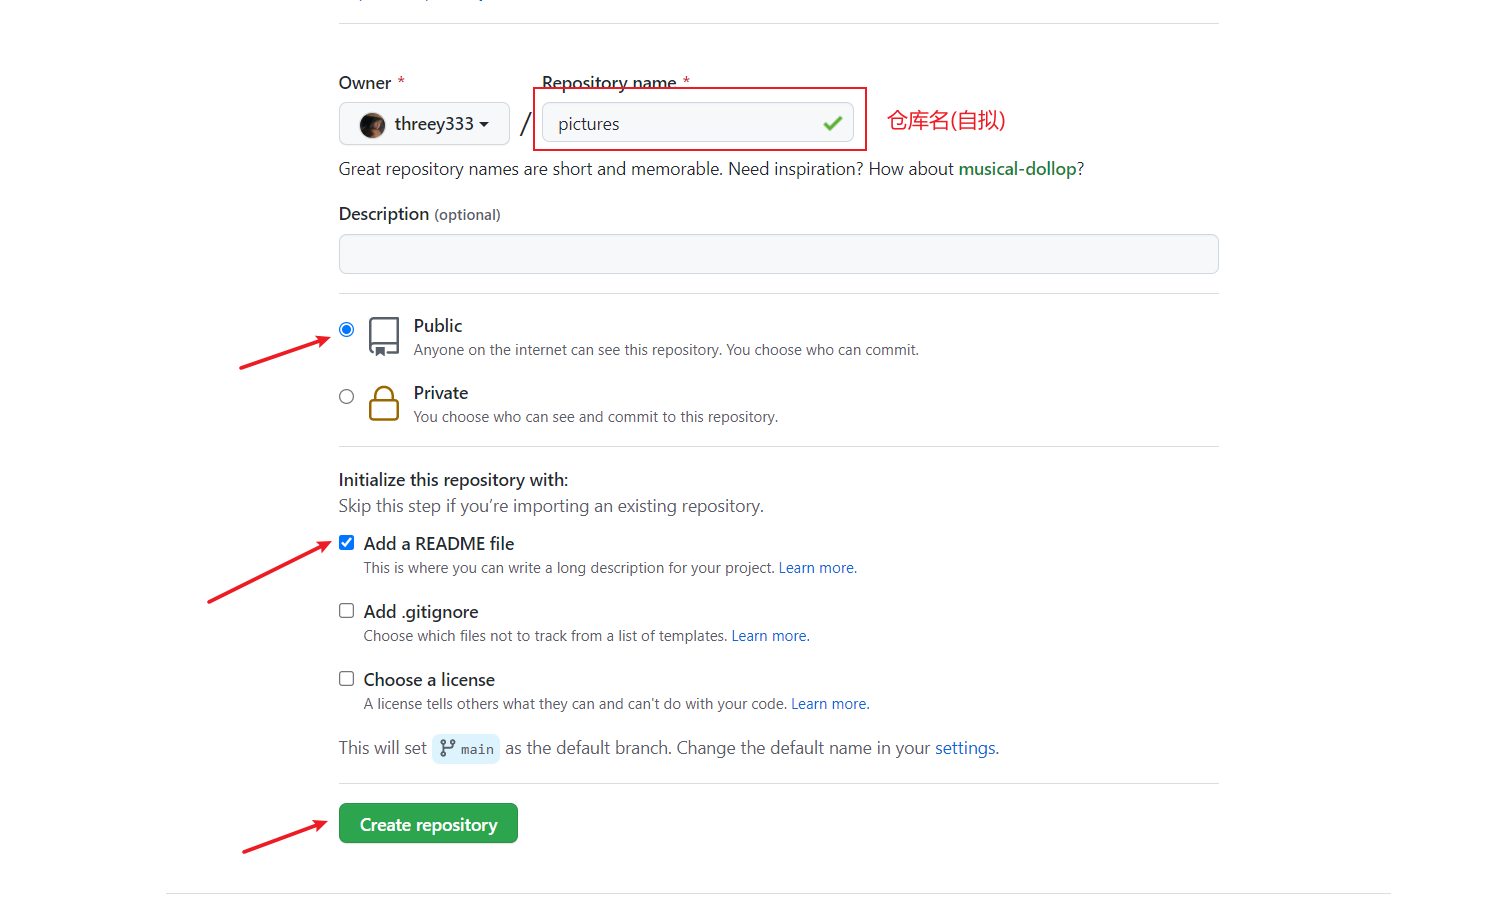 Owner *
Repository name *
threey333
/
pictures
仓库名(自拟)
Great repository names are short and memorable. Need inspiration? How about musical-dollop?
Description (optional)
Public
Anyone on the internet can see this repository. You choose who can commit.
Private
You choose who can see and commit to this repository.
Initialize this repository with:
Skip this step if you’re importing an existing repository.
Add a README file
This is where you can write a long description for your project. Learn more.
Add .gitignore
Choose which files not to track from a list of templates. Learn more.
Choose a license
A license tells others what they can and can't do with your code. Learn more.
This will set main as the default branch. Change the default name in your settings.
Create repository